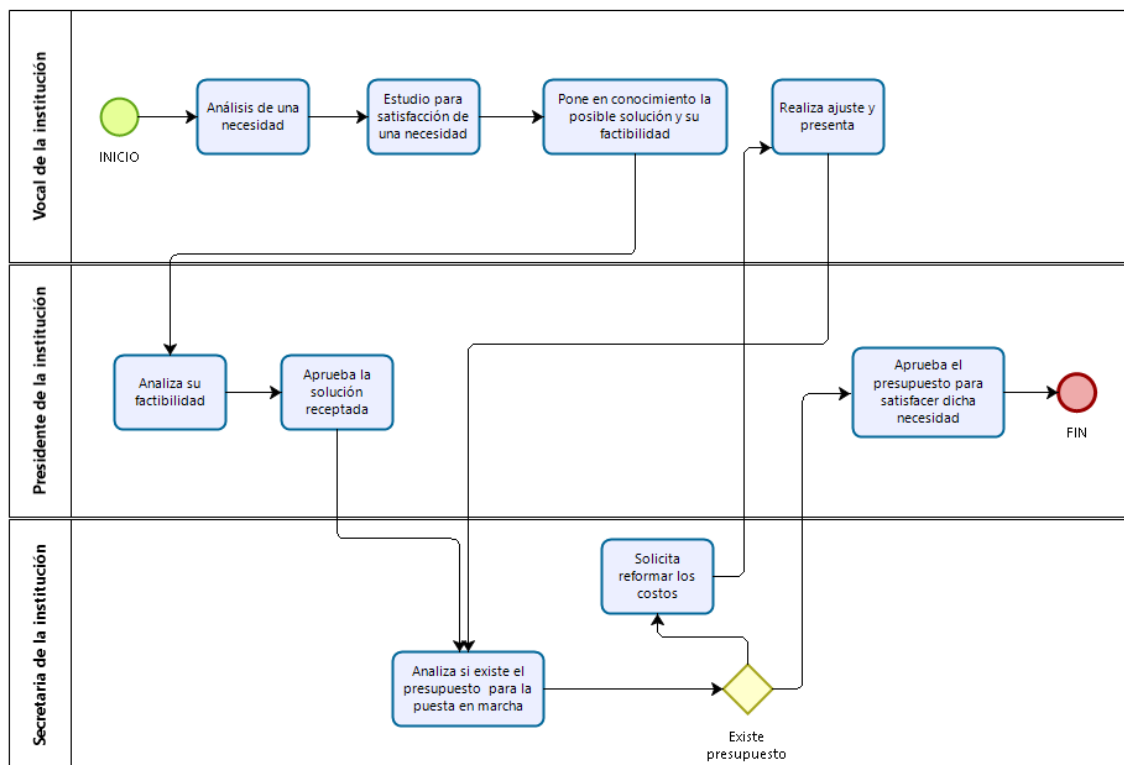 Vocal de la institución
INICIO
Análisis de una
necesidad
Estudio para
satisfacción de
una necesidad
Pone en conocimiento la
posible solución y su
factibilidad
Realiza ajuste y
presenta
Presidente de la institución
Analiza su
factibilidad
Aprueba la
solución
receptada
Aprueba el
presupuesto para
satisfacer dicha
necesidad
FIN
Secretaria de la institución
Solicita
reformar los
costos
Analiza si existe el
presupuesto para la
puesta en marcha
Existe
presupuesto